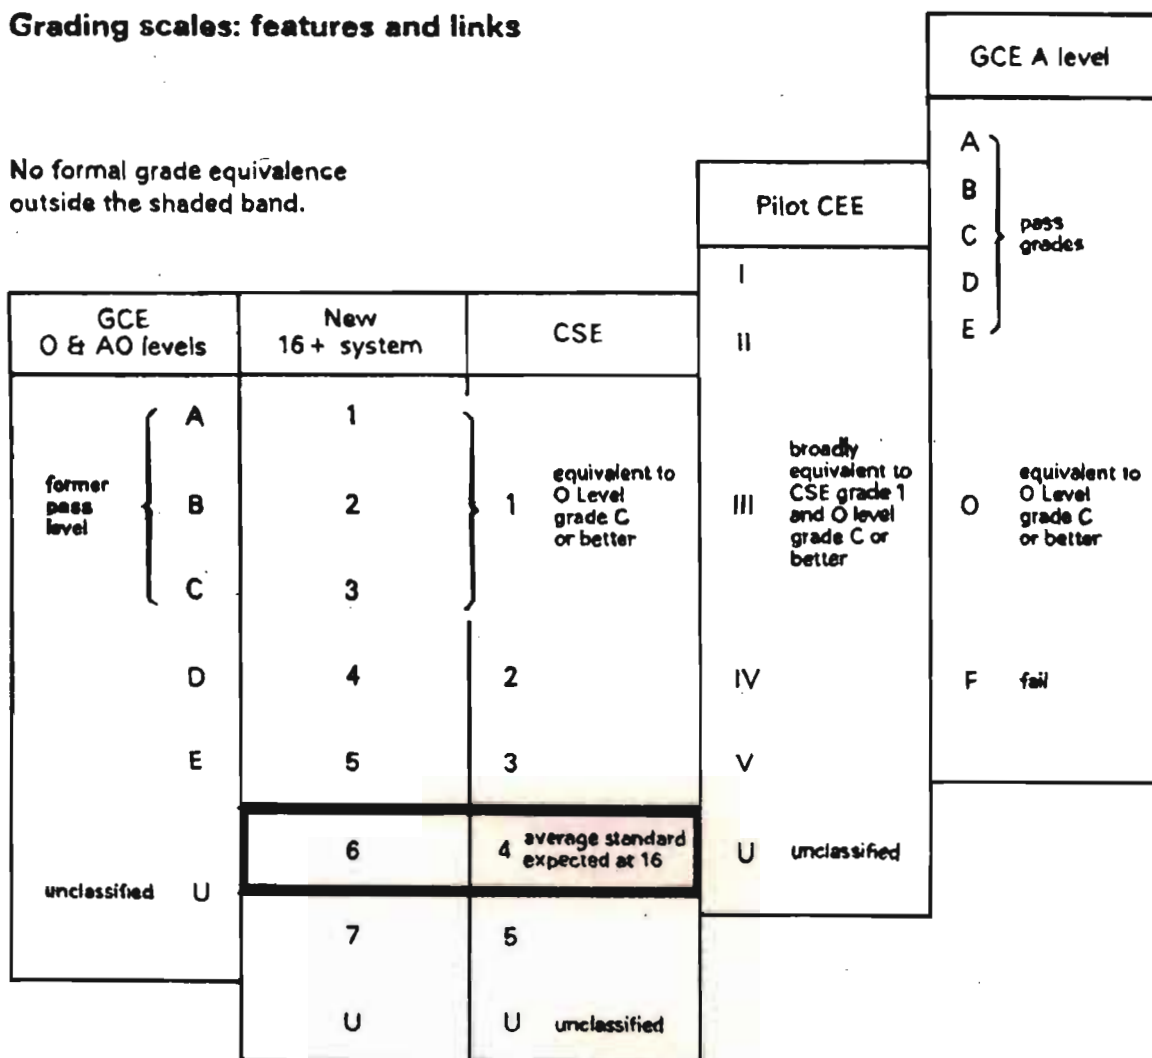 Grading scales: features and links
No formal grade equivalence
outside the shaded band.
GCE
O & AO levels
former
pass
level
A
B
C
D
E
unclassified U
New
16+ system
1
2
3
4
5
6
7
U
CSE
1 equivalent to
O Level
grade C
or better
2
3
4 average standard
expected at 16
5
U unclassified
Pilot CEE
I
II
III broadly
equivalent to
CSE grade 1
and O level
grade C or
better
IV
V
U unclassified
GCE A level
A
B
C
D
E
pass
grades
O equivalent to
O Level
grade C
or better
F fail